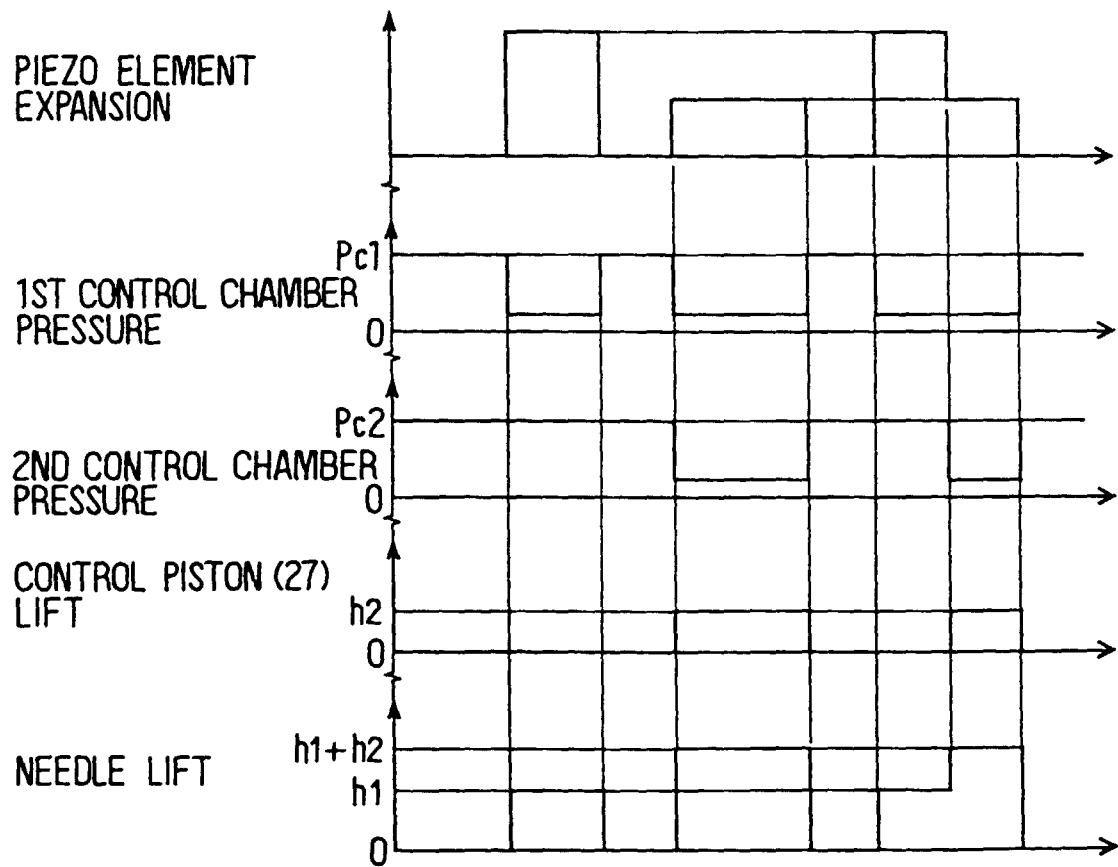 PIEZO ELEMENT
EXPANSION
Pc1
1ST CONTROL CHAMBER
PRESSURE
0
Pc2
2ND CONTROL CHAMBER
PRESSURE
0
CONTROL PISTON (27)
LIFT
h2
0
h1+h2
NEEDLE LIFT
h1
0